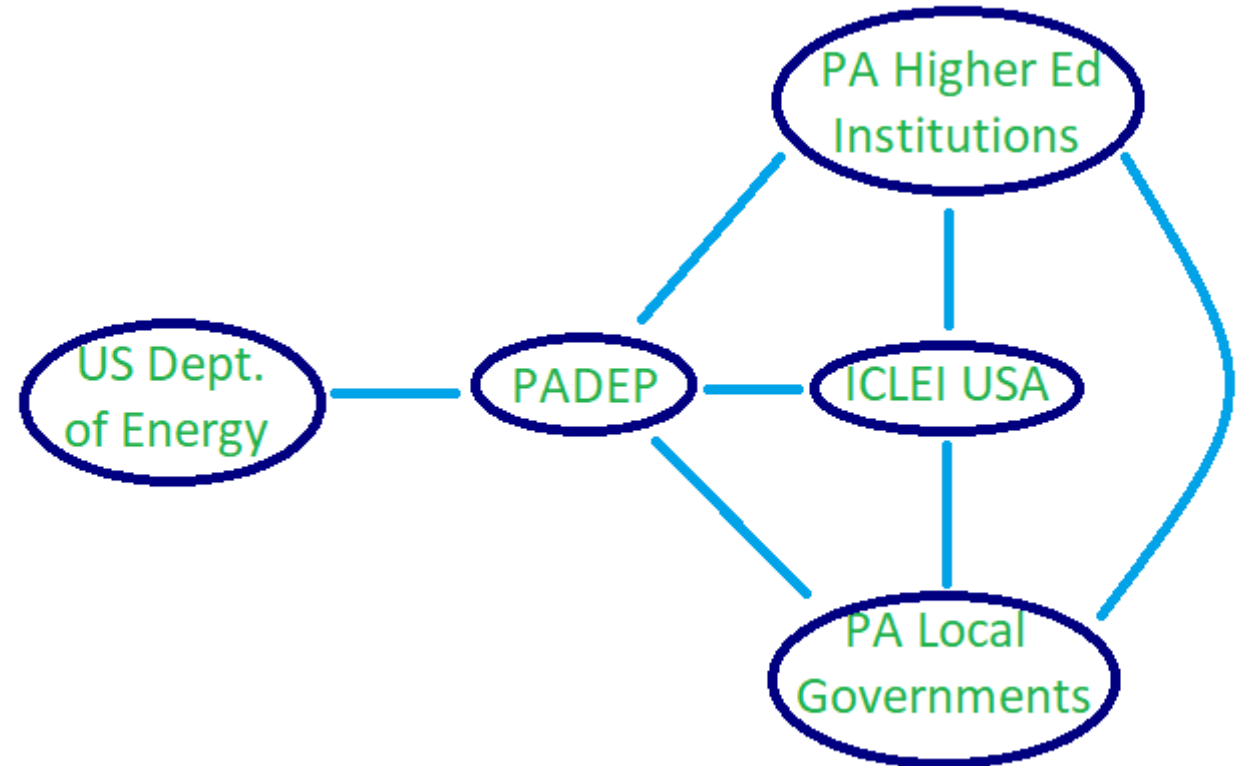 PA Higher Ed
Institutions
US Dept.
of Energy
PADEP
ICLEI USA
PA Local
Governments